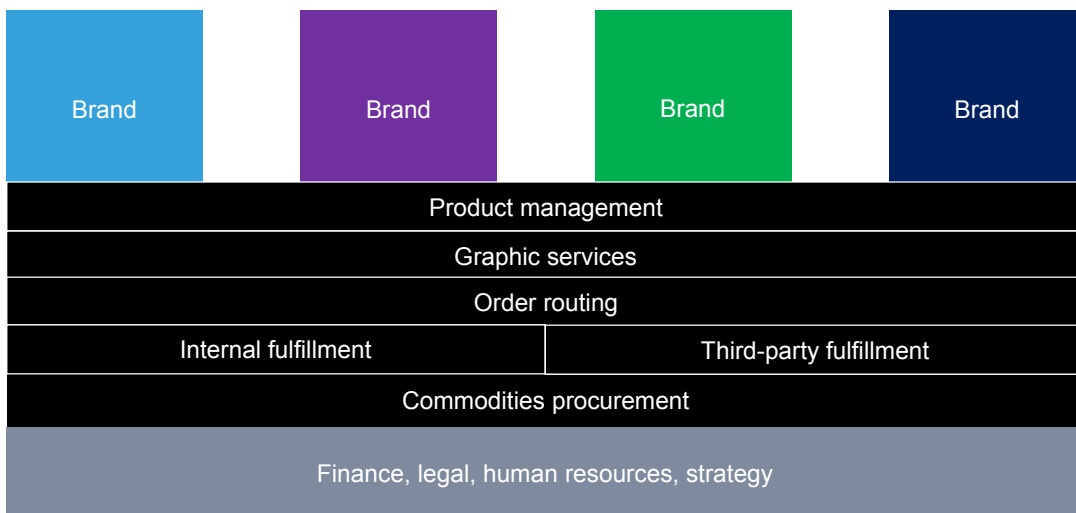 Brand
Brand
Brand
Brand
Product management
Graphic services
Order routing
Internal fulfillment
Third-party fulfillment
Commodities procurement
Finance, legal, human resources, strategy